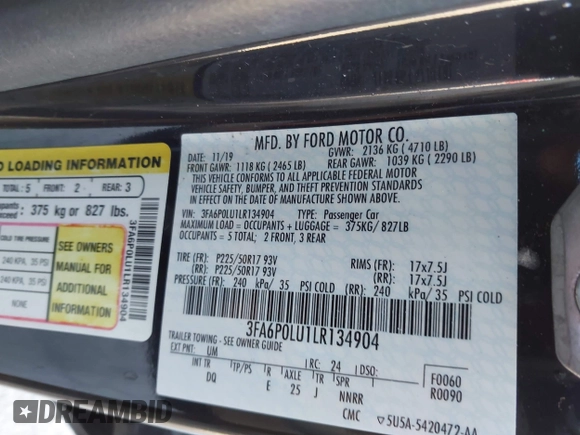 O LOADING INFORMATION
TOTAL: 5 FRONT: 2 REAR: 3
pants
xceed: 375 kg or 827 lbs.
COLD TIRE PRESSURE
240 KPA, 35 PSI
240 KPA, 35 PSI
NONE
SEE OWNERS
MANUAL FOR
ADDITIONAL
INFORMATION
3FA6P0LU1LR134904
MFD. BY FORD MOTOR CO.
11/19 GVWR: 2136 KG ( 4710 LB)
FRONT GAWR: 1118 KG ( 2465 LB) REAR GAWR: 1039 KG ( 2290 LB)
THIS VEHICLE CONFORMS TO ALL APPLICABLE FEDERAL MOTOR
VEHICLE SAFETY, BUMPER, AND THEFT PREVENTION STANDARDS
IN EFFECT ON THE DATE OF MANUFACTURE SHOWN ABOVE.
VIN: 3FA6P0LU1LR134904 TYPE: Passenger Car
MAXIMUM LOAD = OCCUPANTS + LUGGAGE = 375KG/ 827LB
OCCUPANTS = 5 TOTAL; 2 FRONT, 3 REAR
TIRE (FR): P225/50R17 93V RIMS (FR): 17x7.5J
(RR): P225/50R17 93V (RR): 17x7.5J
PRESSURE (FR): 240 kPa/ 35 PSI COLD (RR): 240 kPa/ 35 PSI COLD
3FA6P0LU1LR134904
TRAILER TOWING - SEE OWNER GUIDE
EXT PNT: UM RC: 24 DSO: F0060
R0090
INT TR TP/PS R AXLE TR SPR
DQ E 25 J NNRR
CMC 5U5A-5420472-AA
DREAMBID